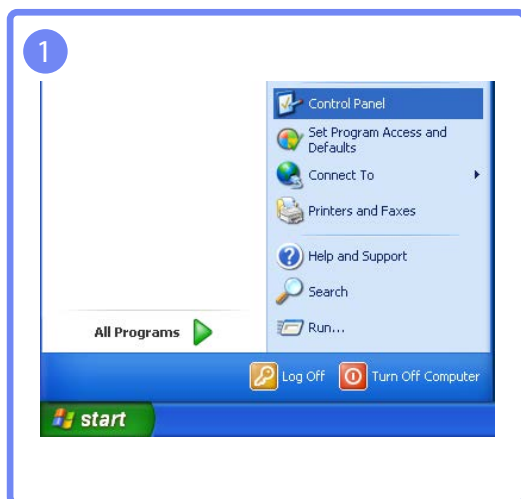 1
Control Panel
Set Program Access and
Defaults
Connect To
Printers and Faxes
Help and Support
Search
Run...
All Programs
Log Off
Turn Off Computer
start